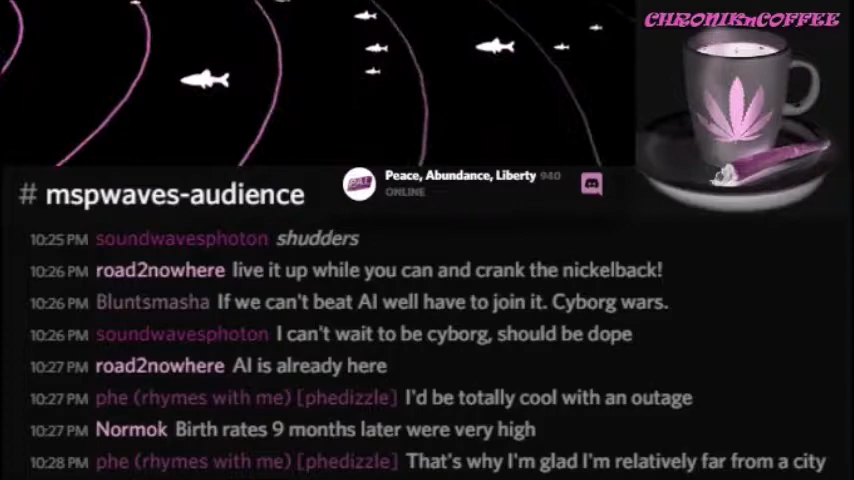 CHRONIKnCOFFEE
Peace, Abundance, Liberty 940
ONLINE
# mspwaves-audience
10:25 PM soundwavesphoton shudders
10:26 PM road2nowhere live it up while you can and crank the nickelback!
10:26 PM Bluntsmasha If we can't beat AI well have to join it. Cyborg wars.
10:26 PM soundwavesphoton I can't wait to be cyborg, should be dope
10:27 PM road2nowhere AI is already here
10:27 PM phe (rhymes with me) [phedizzle] I'd be totally cool with an outage
10:27 PM Normok Birth rates 9 months later were very high
10:28 PM phe (rhymes with me) [phedizzle] That's why I'm glad I'm relatively far from a city